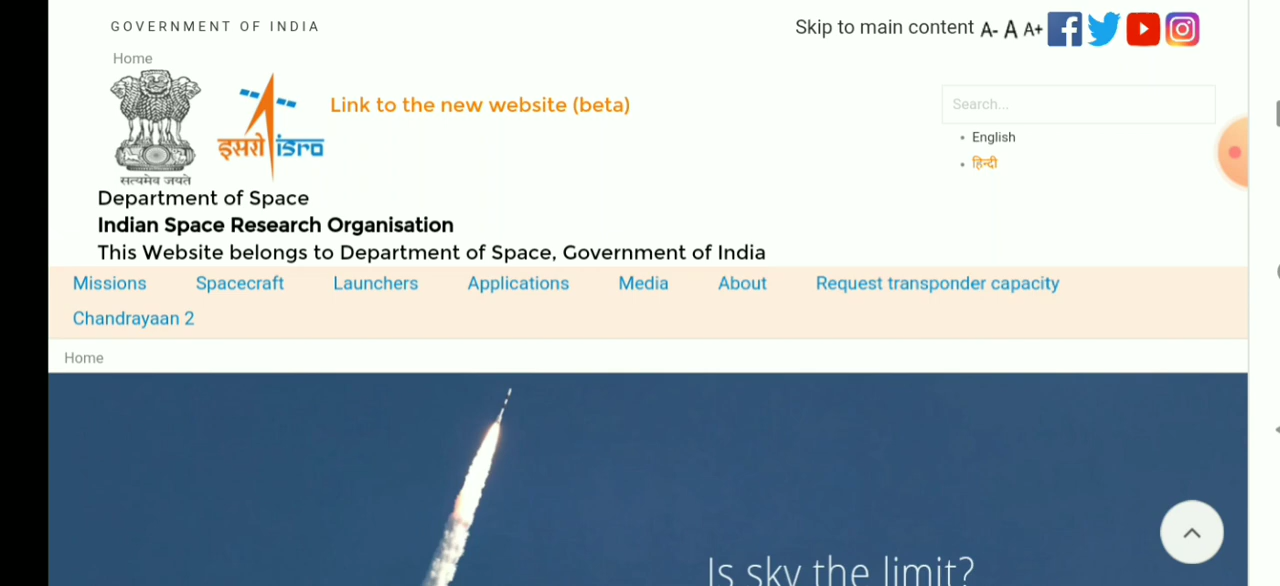 GOVERNMENT OF INDIA
Skip to main content A- A A+
Home
Link to the new website (beta)
Search...
English
इसरो isro
हिन्दी
सत्यमेव जयते
Department of Space
Indian Space Research Organisation
This Website belongs to Department of Space, Government of India
Missions Spacecraft Launchers Applications Media About Request transponder capacity
Chandrayaan 2
Home
Is sky the limit?